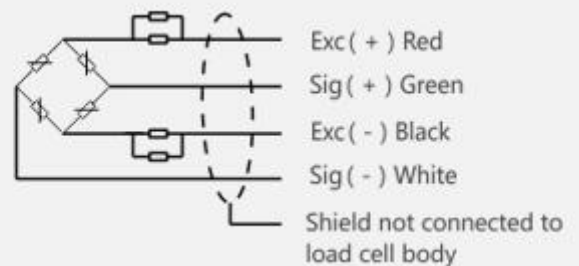 Exc( + ) Red
Sig( + ) Green
Exc( - ) Black
Sig( - ) White
Shield not connected to
load cell body